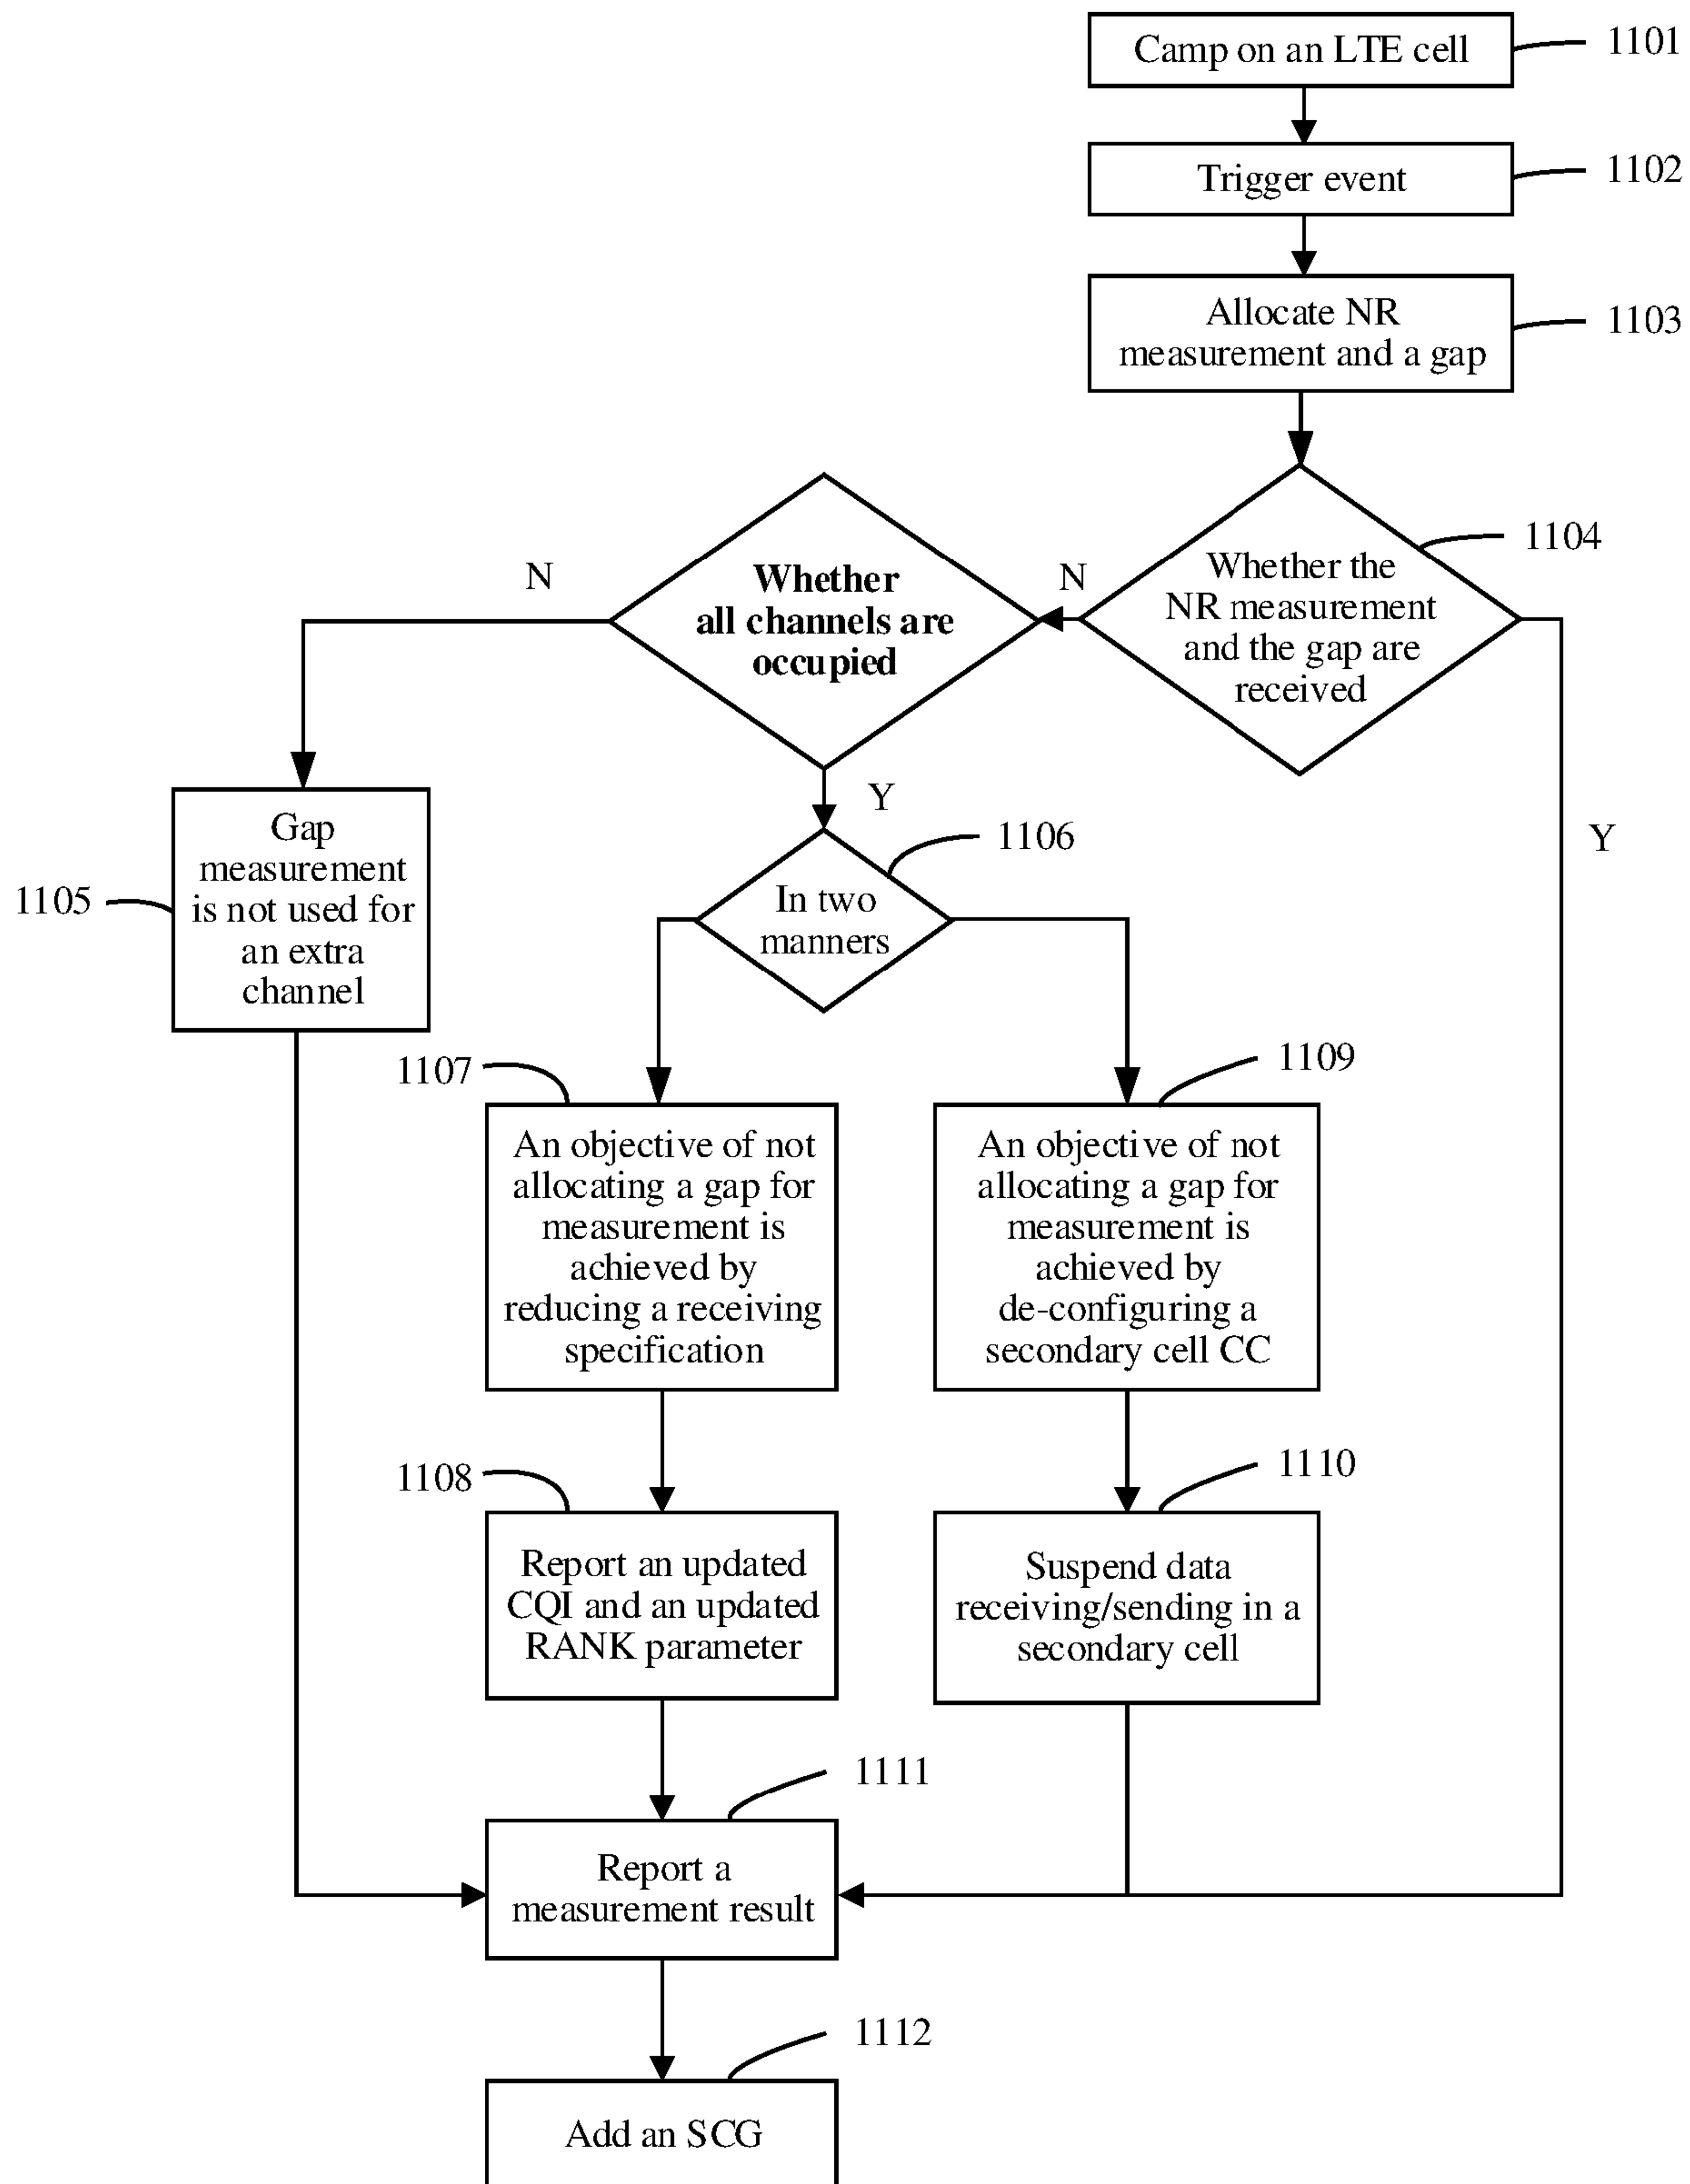 Camp on an LTE cell
1101
Trigger event
1102
Allocate NR
measurement and a gap
1103
Whether the
NR measurement
and the gap are
received
1104
N
Y
Whether
all channels are
occupied
N
Y
Gap
measurement
is not used for
an extra
channel
1105
In two
manners
1106
1107
An objective of not
allocating a gap for
measurement is
achieved by
reducing a receiving
specification
1109
An objective of not
allocating a gap for
measurement is
achieved by
de-configuring a
secondary cell CC
1108
Report an updated
CQI and an updated
RANK parameter
1110
Suspend data
receiving/sending in a
secondary cell
1111
Report a
measurement result
1112
Add an SCG